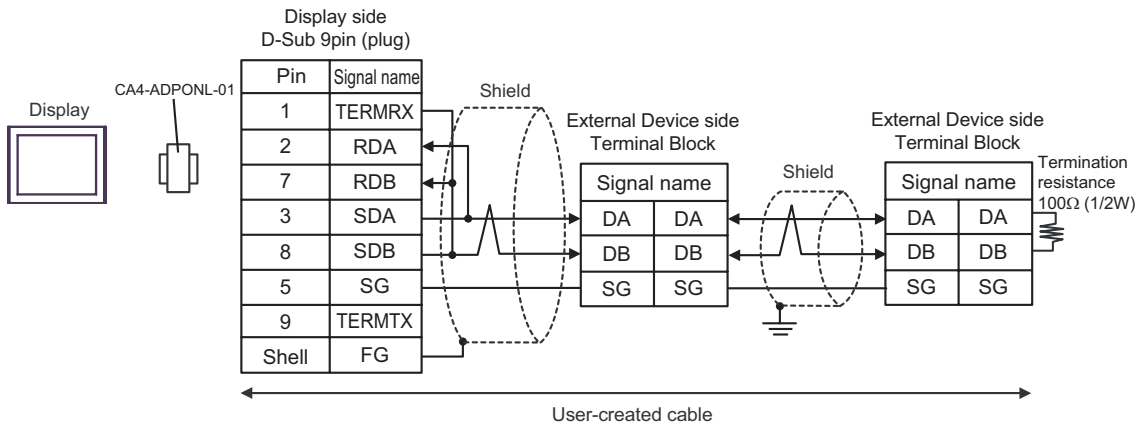 Display side
D-Sub 9pin (plug)
CA4-ADPONL-01
Display
Pin Signal name
1 TERMRX
2 RDA
7 RDB
3 SDA
8 SDB
5 SG
9 TERMTX
Shell FG
Shield
External Device side
Terminal Block
Signal name
DA DA
DB DB
SG SG
Shield
External Device side
Terminal Block
Signal name
DA DA
DB DB
SG SG
Termination
resistance
100Ω (1/2W)
User-created cable